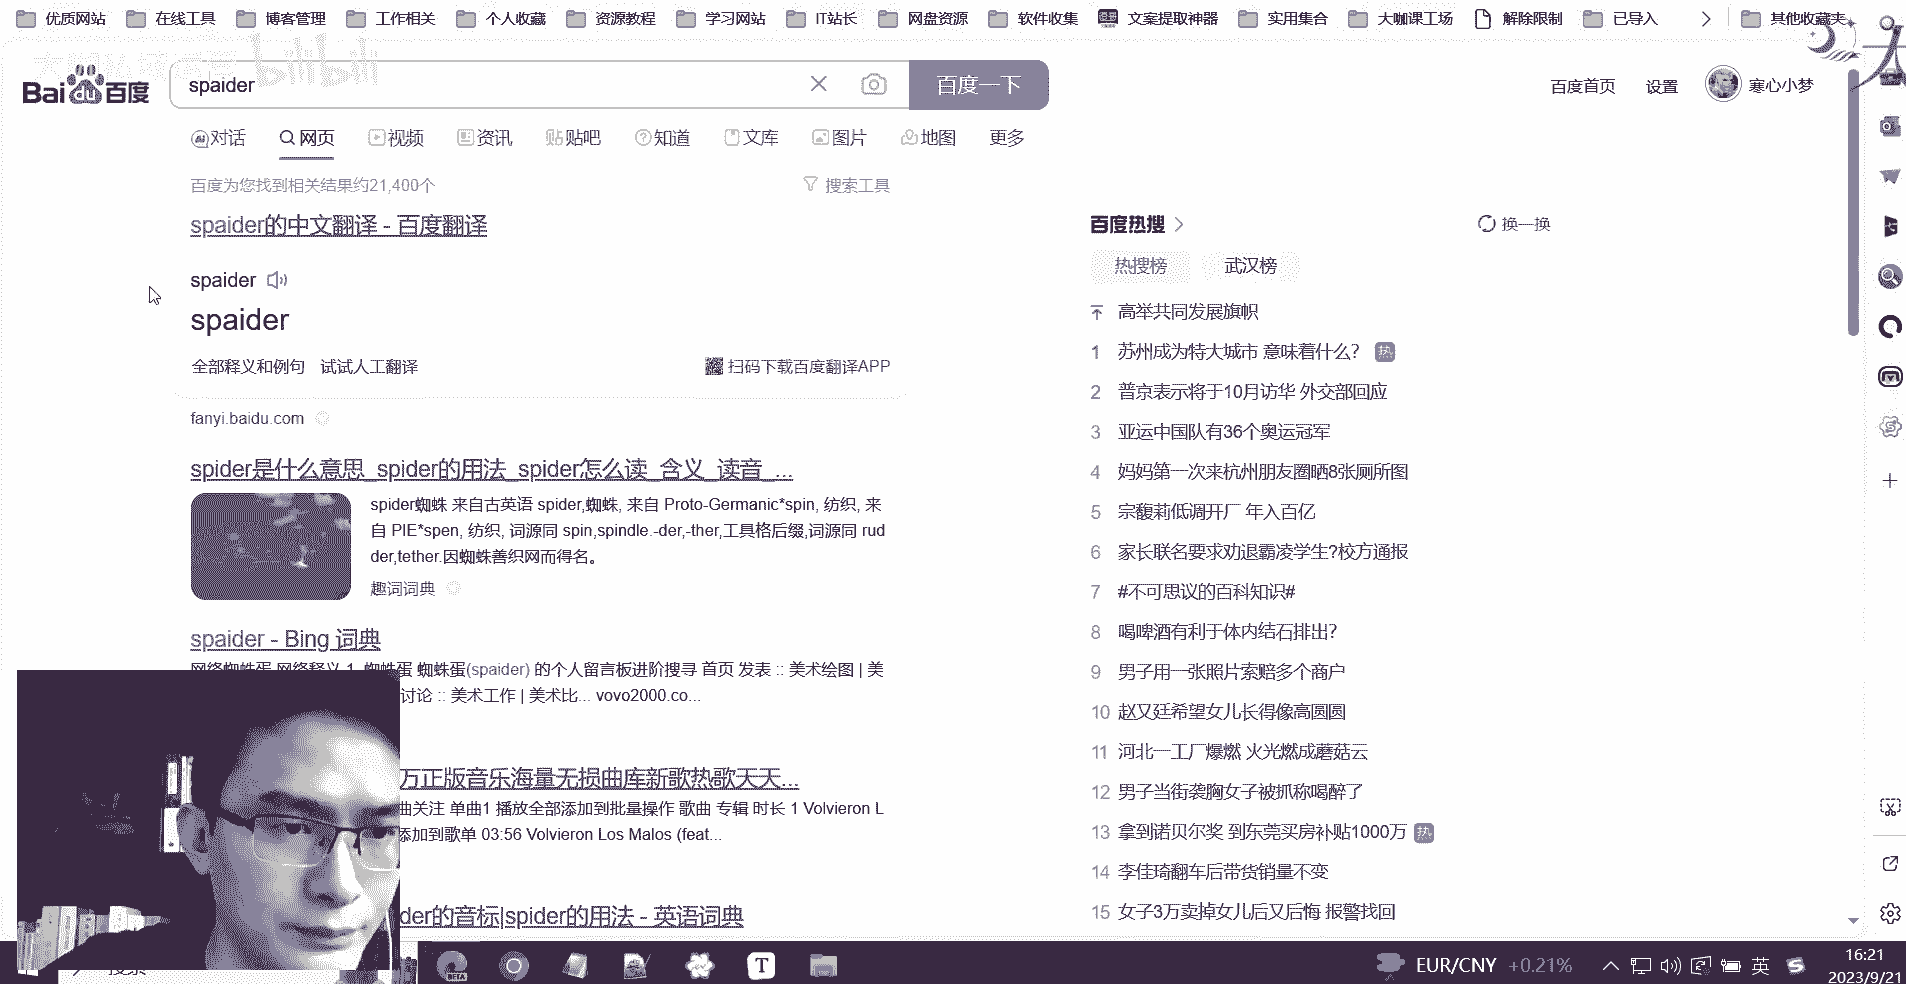 优质网站 在线工具 博客管理 工作相关 个人收藏 资源教程 学习网站 IT站长 网盘资源 软件收集 文案提取神器 实用集合 大咖课工场 解除限制 已导入 其他收藏夹
bilibili
Bai du 百度 spaider 百度一下 百度首页 设置 寒心小梦
对话 网页 视频 资讯 贴吧 知道 文库 图片 地图 更多
百度为您找到相关结果约21,400个 搜索工具
spaider的中文翻译 - 百度翻译
spaider
spaider
全部释义和例句 试试人工翻译 扫码下载百度翻译APP
fanyi.baidu.com
spider是什么意思_spider的用法_spider怎么读_含义_读音_...
spider蜘蛛 来自古英语 spider,蜘蛛, 来自 Proto-Germanic*spin, 纺织, 来
自 PIE*spen, 纺织, 词源同 spin,spindle.-der,-ther,工具格后缀,词源同 rud
der,tether.因蜘蛛善织网而得名。
趣词词典
spaider - Bing 词典
网络蜘蛛蛋 网络释义 1. 蜘蛛蛋 蜘蛛蛋(spaider) 的个人留言板进阶搜寻 首页 发表 :: 美术绘图 | 美
讨论 :: 美术工作 | 美术比... vovo2000.co...
万正版音乐海量无损曲库新歌热歌天天...
曲关注 单曲1 播放全部添加到批量操作 歌曲 专辑 时长 1 Volvieron L
添加到歌单 03:56 Volvieron Los Malos (feat...
der的音标|spider的用法 - 英语词典
百度热搜 换一换
热搜榜 武汉榜
高举共同发展旗帜
1 苏州成为特大城市 意味着什么? 热
2 普京表示将于10月访华 外交部回应
3 亚运中国队有36个奥运冠军
4 妈妈第一次来杭州朋友圈晒8张厕所图
5 宗馥莉低调开厂 年入百亿
6 家长联名要求劝退霸凌学生?校方通报
7 #不可思议的百科知识#
8 喝啤酒有利于体内结石排出?
9 男子用一张照片索赔多个商户
10 赵又廷希望女儿长得像高圆圆
11 河北一工厂爆燃 火光燃成蘑菇云
12 男子当街袭胸女子被抓称喝醉了
13 拿到诺贝尔奖 到东莞买房补贴1000万 热
14 李佳琦翻车后带货销量不变
15 女子3万卖掉女儿后又后悔 报警找回
BETA T EUR/CNY +0.21% 英 16:21
2023/9/21